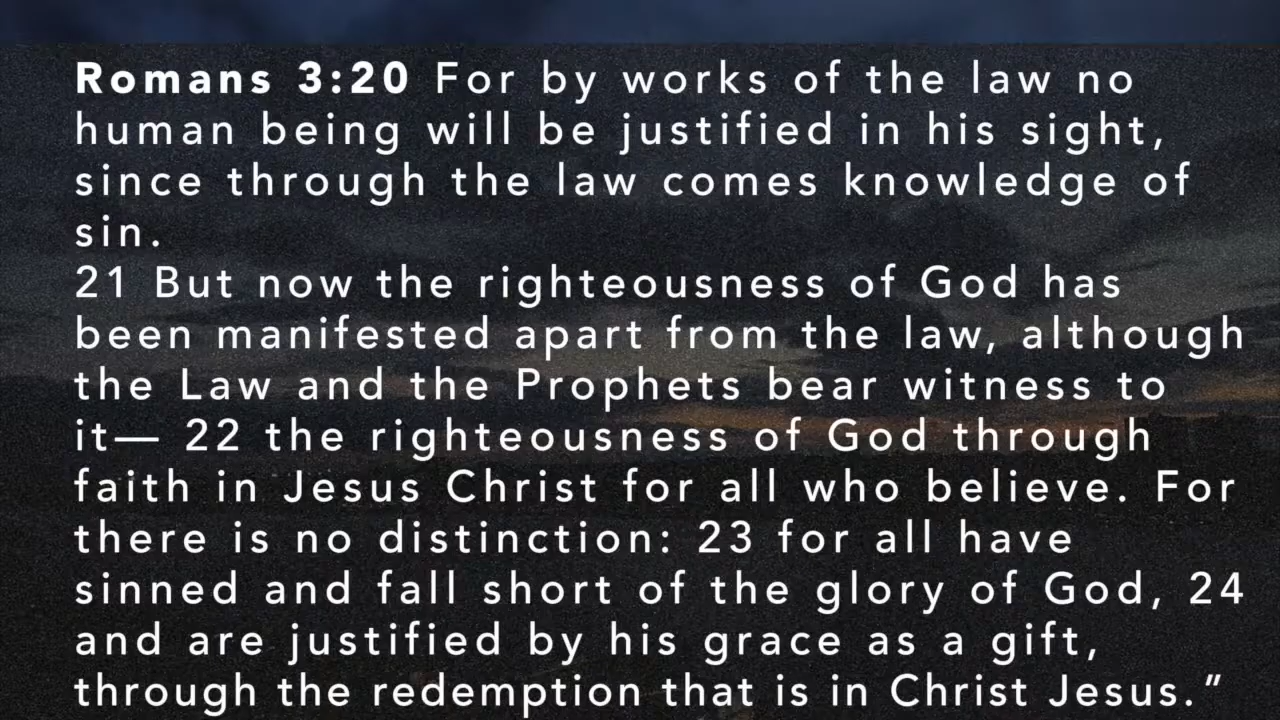 Romans 3:20 For by works of the law no
human being will be justified in his sight,
since through the law comes knowledge of
sin.
21 But now the righteousness of God has
been manifested apart from the law, although
the Law and the Prophets bear witness to
it— 22 the righteousness of God through
faith in Jesus Christ for all who believe. For
there is no distinction: 23 for all have
sinned and fall short of the glory of God, 24
and are justified by his grace as a gift,
through the redemption that is in Christ Jesus.”